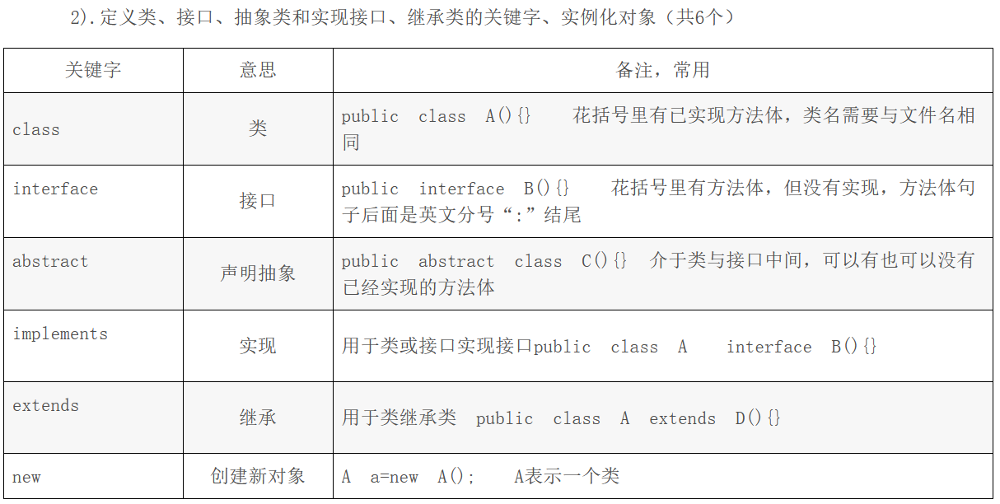 2).定义类、接口、抽象类和实现接口、继承类的关键字、实例化对象（共6个）
关键字 意思 备注，常用
class 类 public class A(){} 花括号里有已实现方法体，类名需要与文件名相
同
interface 接口 public interface B(){} 花括号里有方法体，但没有实现，方法体句
子后面是英文分号“:”结尾
abstract 声明抽象 public abstract class C(){} 介于类与接口中间，可以有也可以没有
已经实现的方法体
implements 实现 用于类或接口实现接口public class A interface B(){}
extends 继承 用于类继承类 public class A extends D(){}
new 创建新对象 A a=new A(); A表示一个类